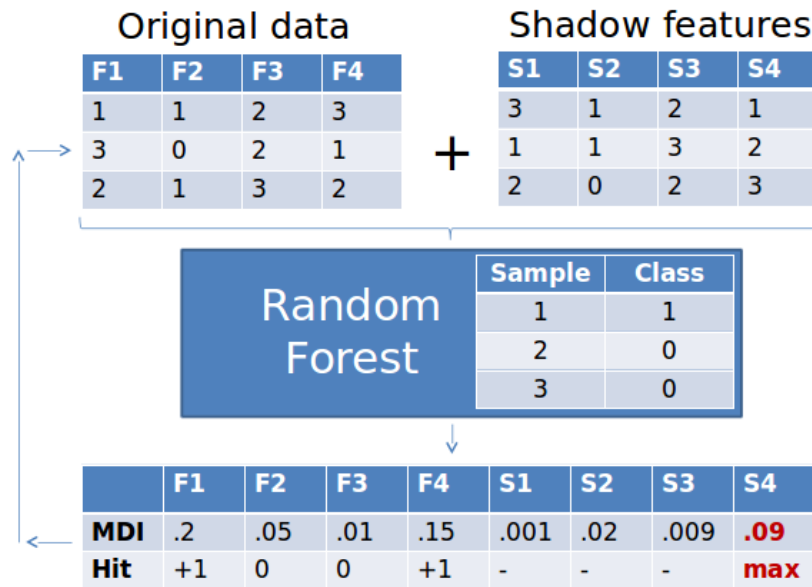 Original data Shadow features
F1 F2 F3 F4 S1 S2 S3 S4
1 1 2 3 3 1 2 1
3 0 2 1 + 1 1 3 2
2 1 3 2 2 0 2 3
Random Forest
Sample Class
1 1
2 0
3 0
F1 F2 F3 F4 S1 S2 S3 S4
MDI .2 .05 .01 .15 .001 .02 .009 .09
Hit +1 0 0 +1 - - - max